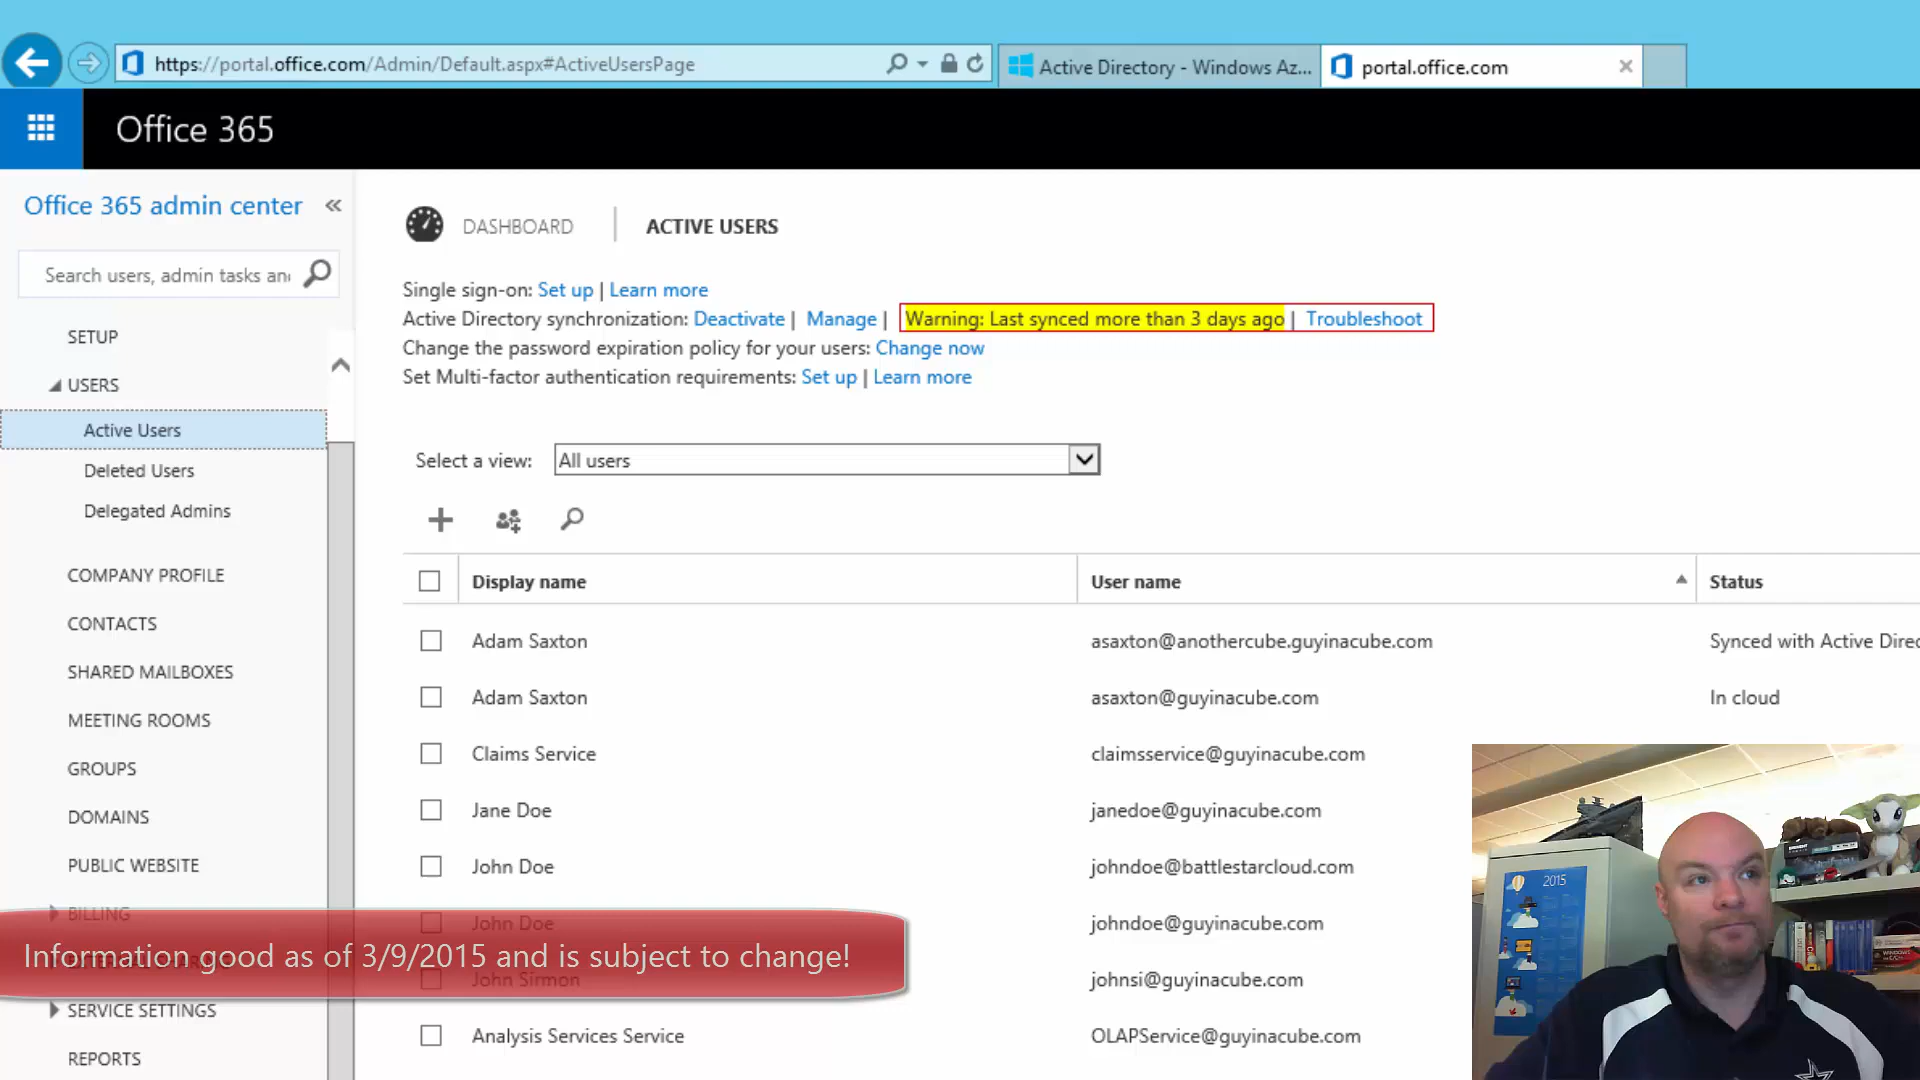 https://portal.office.com/Admin/Default.aspx#ActiveUsersPage
Active Directory - Windows Az...
portal.office.com
Office 365
Office 365 admin center
Search users, admin tasks an
SETUP
USERS
Active Users
Deleted Users
Delegated Admins
COMPANY PROFILE
CONTACTS
SHARED MAILBOXES
MEETING ROOMS
GROUPS
DOMAINS
PUBLIC WEBSITE
BILLING
SERVICE SETTINGS
REPORTS
DASHBOARD
ACTIVE USERS
Single sign-on: Set up | Learn more
Active Directory synchronization: Deactivate | Manage | Warning: Last synced more than 3 days ago | Troubleshoot
Change the password expiration policy for your users: Change now
Set Multi-factor authentication requirements: Set up | Learn more
Select a view: All users
Display name User name Status
Adam Saxton asaxton@anothercube.guyinacube.com Synced with Active Direc
Adam Saxton asaxton@guyinacube.com In cloud
Claims Service claimsservice@guyinacube.com
Jane Doe janedoe@guyinacube.com
John Doe johndoe@battlestarcloud.com
John Doe johndoe@guyinacube.com
John Sirmon johnsi@guyinacube.com
Analysis Services Service OLAPService@guyinacube.com
Information good as of 3/9/2015 and is subject to change!
2015